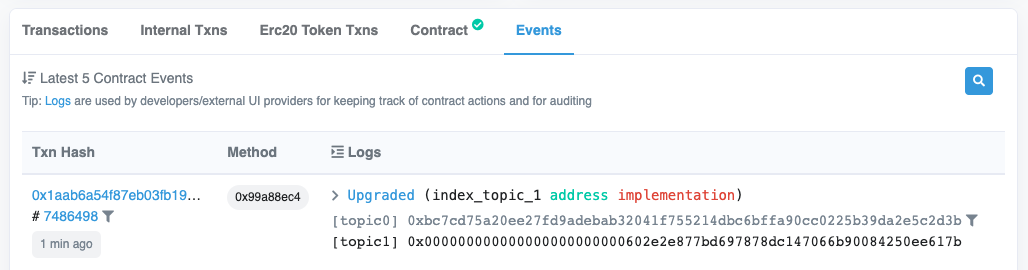 Transactions Internal Txns Erc20 Token Txns Contract Events
Latest 5 Contract Events
Tip: Logs are used by developers/external UI providers for keeping track of contract actions and for auditing
Txn Hash Method Logs
0x1aab6a54f87eb03fb19... 0x99a88ec4 > Upgraded (index_topic_1 address implementation)
# 7486498 [topic0] 0xbc7cd75a20ee27fd9adebab32041f755214dbc6bffa90cc0225b39da2e5c2d3b
1 min ago [topic1] 0x000000000000000000000000602e2e877bd697878dc147066b90084250ee617b